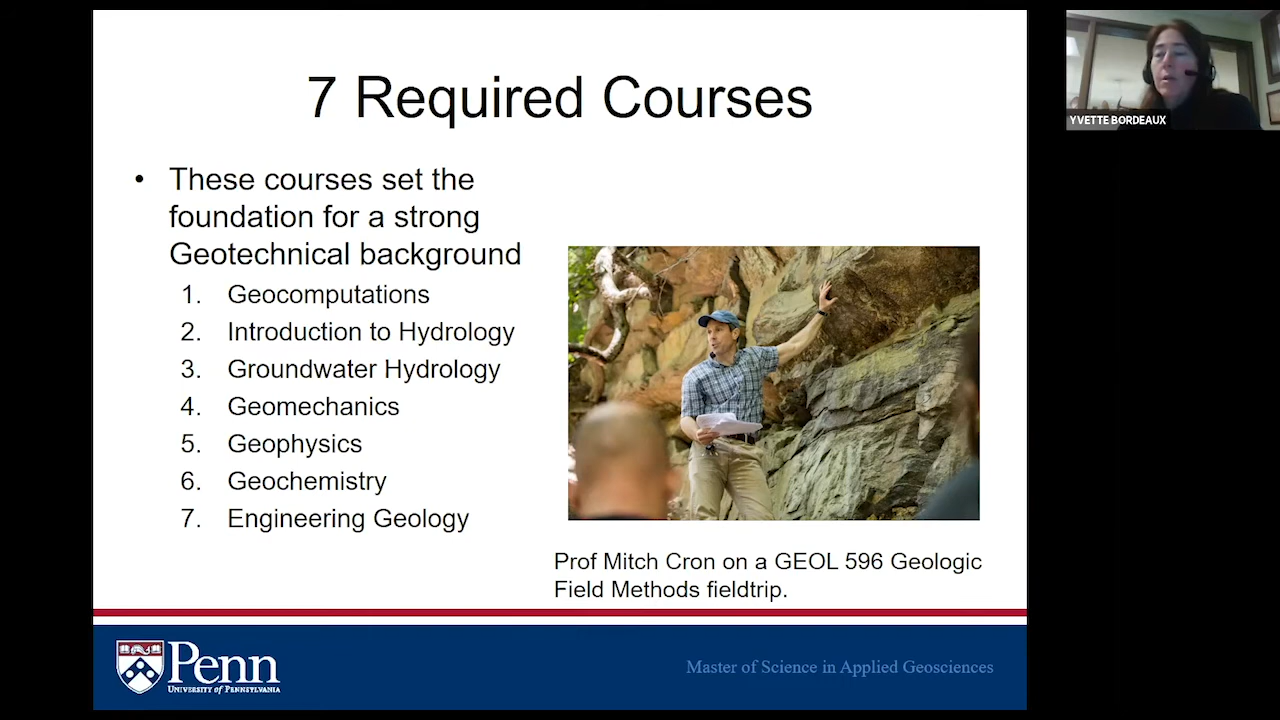 7 Required Courses
• These courses set the
foundation for a strong
Geotechnical background
1. Geocomputations
2. Introduction to Hydrology
3. Groundwater Hydrology
4. Geomechanics
5. Geophysics
6. Geochemistry
7. Engineering Geology
Prof Mitch Cron on a GEOL 596 Geologic
Field Methods fieldtrip.
Penn
UNIVERSITY OF PENNSYLVANIA
Master of Science in Applied Geosciences
YVETTE BORDEAUX